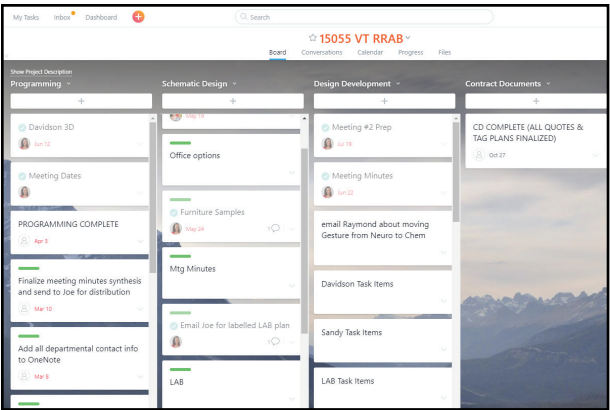 My Tasks Inbox Dashboard
Search
15055 VT RRAB
Board Conversations Calendar Progress Files
Show Project Description
Programming
Davidson 3D
Jun 12
Meeting Dates
PROGRAMMING COMPLETE
Apr 3
Finalize meeting minutes synthesis
and send to Joe for distribution
Mar 10
Add all departmental contact info
to OneNote
Mar 8
Schematic Design
May 18
Office options
Furniture Samples
May 24
Mtg Minutes
Email Joe for labelled LAB plan
LAB
Design Development
Meeting #2 Prep
Jul 19
Meeting Minutes
Jun 22
email Raymond about moving
Gesture from Neuro to Chem
Davidson Task Items
Sandy Task Items
LAB Task Items
Contract Documents
CD COMPLETE (ALL QUOTES &
TAG PLANS FINALIZED)
Oct 27